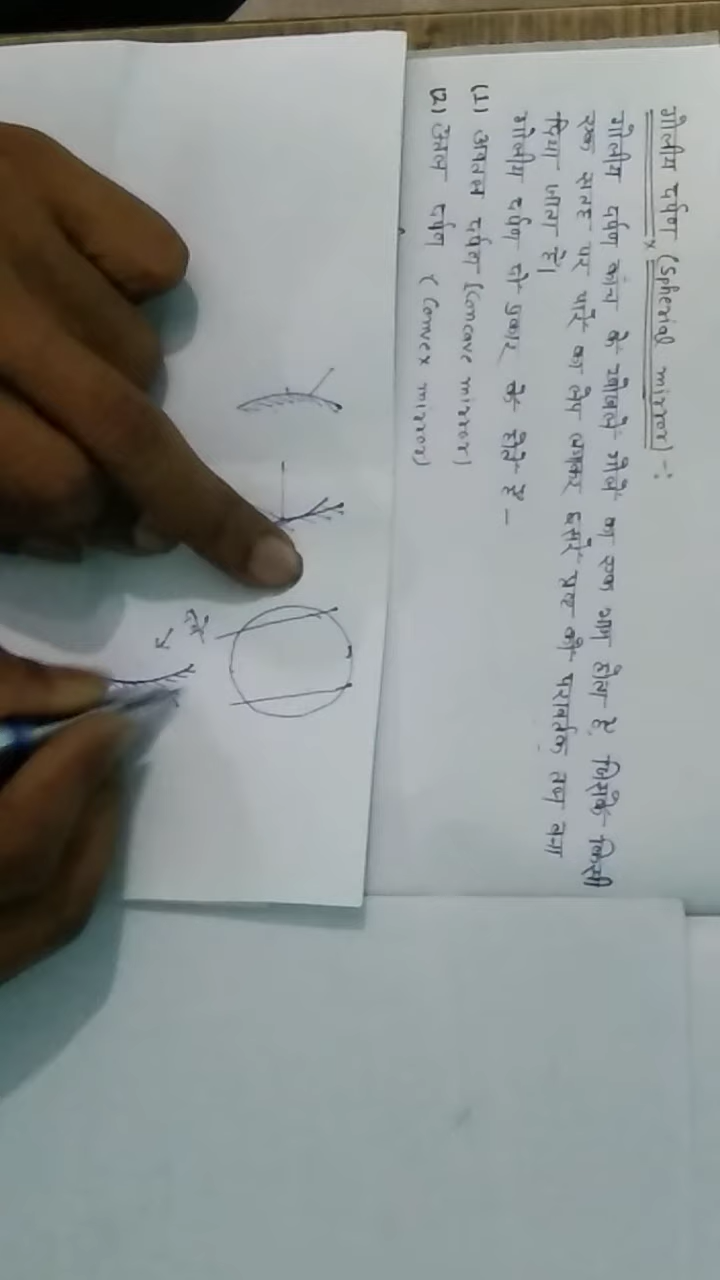 गोलीय दर्पण (Spherial mirror) -:
गोलीय दर्पण कांच के खोखले गोले का एक भाग होता है, जिसके किसी
एक सतह पर पारे का लेप लगाकर दूसरे पृष्ठ को परावर्तक तल बना
दिया जाता है।
गोलीय दर्पण दो प्रकार के होते हैं -
(1) अवतल दर्पण (Concave mirror)
(2) उत्तल दर्पण (Convex mirror)